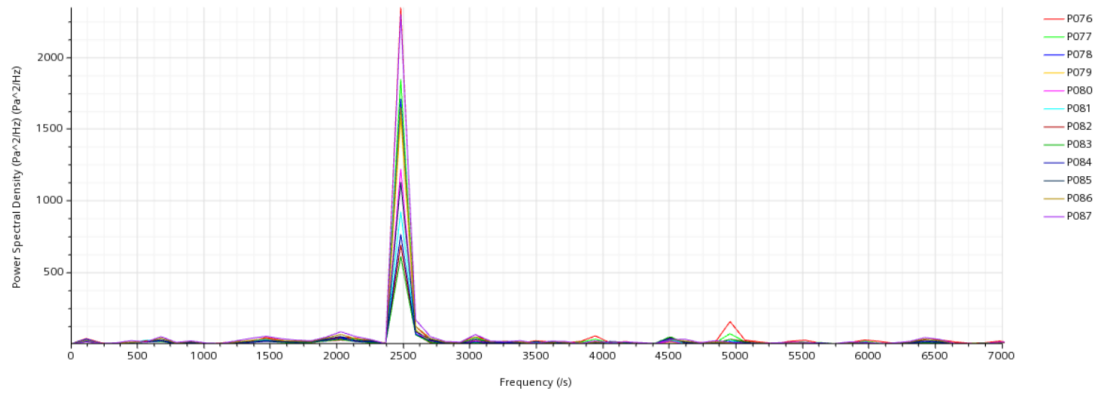 2000
1500
1000
500
0
500
1000
1500
2000
2500
3000
3500
4000
4500
5000
5500
6000
6500
7000
Power Spectral Density (Pa^2/Hz) (Pa^2/Hz)
Frequency (/s)
P076
P077
P078
P079
P080
P081
P082
P083
P084
P085
P086
P087